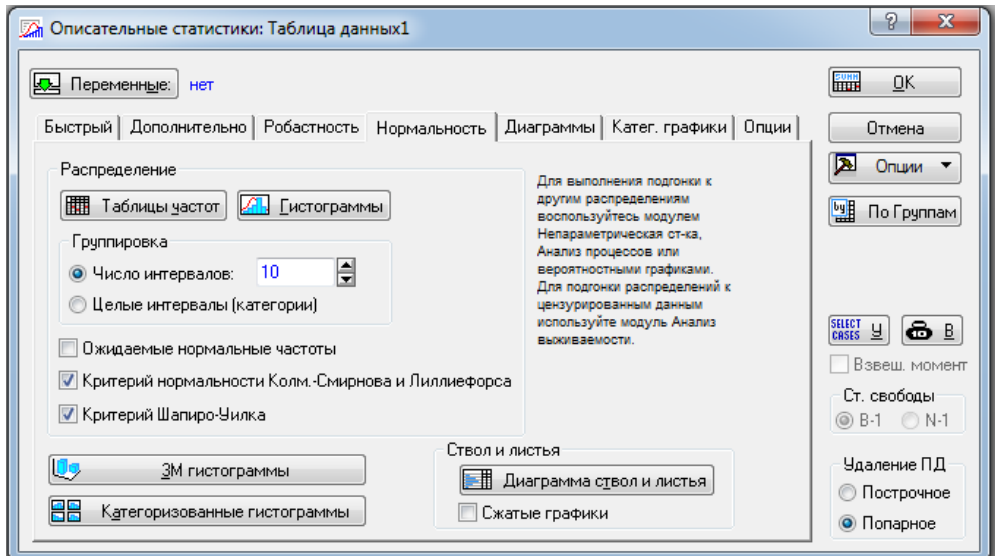 Описательные статистики: Таблица данных1
Переменные: нет
Быстрый Дополнительно Робастность Нормальность Диаграммы Катег. графики Опции
Распределение
Таблицы частот Гистограммы
Группировка
Число интервалов: 10
Целые интервалы (категории)
Ожидаемые нормальные частоты
Критерий нормальности Колм.-Смирнова и Лиллиефорса
Критерий Шапиро-Уилка
3М гистограммы
Категоризованные гистограммы
Для выполнения подгонки к
другим распределениям
воспользуйтесь модулем
Непараметрическая ст-ка,
Анализ процессов или
вероятностными графиками.
Для подгонки распределений к
цензурированным данным
используйте модуль Анализ
выживаемости.
Ствол и листья
Диаграмма ствол и листья
Сжатые графики
SUMM
OK
Отмена
Опции
by
По Группам
SELECT
CASES
У
В
Взвеш. момент
Ст. свободы
В-1 N-1
Удаление ПД
Построчное
Попарное